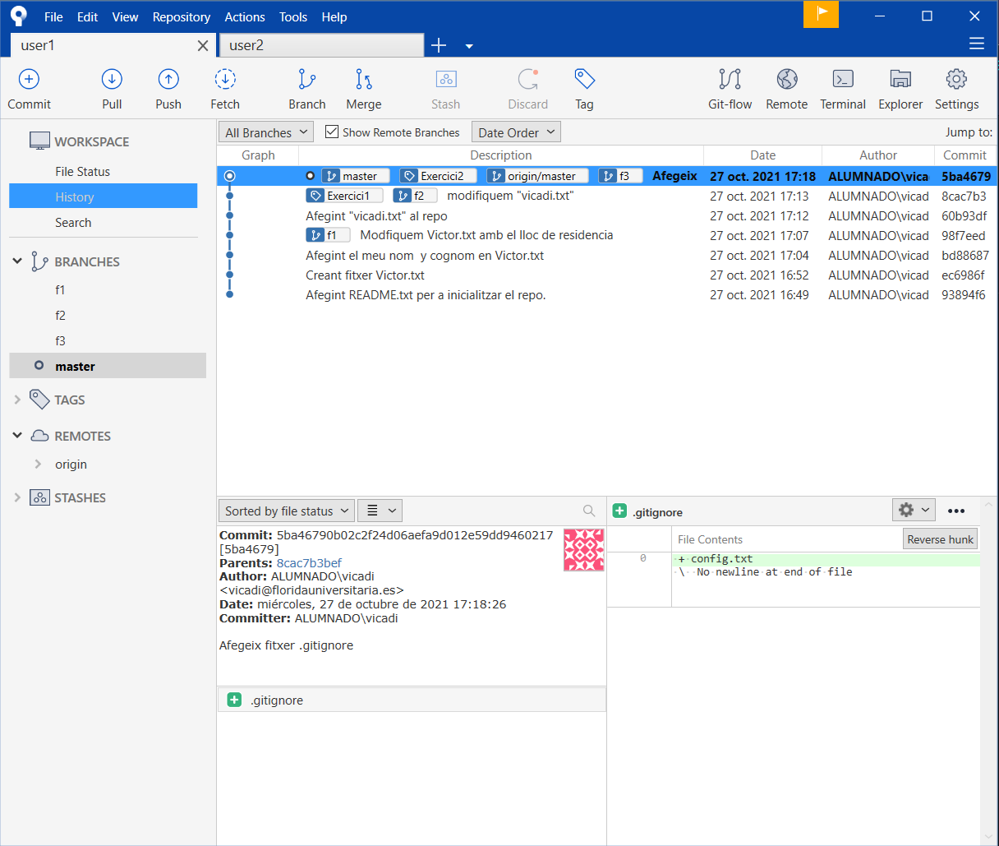 File Edit View Repository Actions Tools Help
user1 user2
Commit Pull Push Fetch Branch Merge Stash Discard Tag Git-flow Remote Terminal Explorer Settings
WORKSPACE
File Status
History
Search
BRANCHES
f1
f2
f3
master
TAGS
REMOTES
origin
STASHES
All Branches Show Remote Branches Date Order Jump to:
Graph Description Date Author Commit
master Exercici2 origin/master f3 Afegeix 27 oct. 2021 17:18 ALUMNADO\vicad 5ba4679
Exercici1 f2 modifiquem "vicadi.txt" 27 oct. 2021 17:13 ALUMNADO\vicad 8cac7b3
Afegint "vicadi.txt" al repo 27 oct. 2021 17:12 ALUMNADO\vicad 60b93df
f1 Modfiquem Victor.txt amb el lloc de residencia 27 oct. 2021 17:07 ALUMNADO\vicad 98f7eed
Afegint el meu nom y cognom en Victor.txt 27 oct. 2021 17:04 ALUMNADO\vicad bd88687
Creant fitxer Victor.txt 27 oct. 2021 16:52 ALUMNADO\vicad ec6986f
Afegint README.txt per a inicialitzar el repo. 27 oct. 2021 16:49 ALUMNADO\vicad 93894f6
Sorted by file status
Commit: 5ba46790b02c2f24d06aefa9d012e59dd9460217
[5ba4679]
Parents: 8cac7b3bef
Author: ALUMNADO\vicadi
<vicadi@floridauniversitaria.es>
Date: miércoles, 27 de octubre de 2021 17:18:26
Committer: ALUMNADO\vicadi
Afegeix fitxer .gitignore
.gitignore
.gitignore
File Contents Reverse hunk
0 + config.txt
\ No newline at end of file